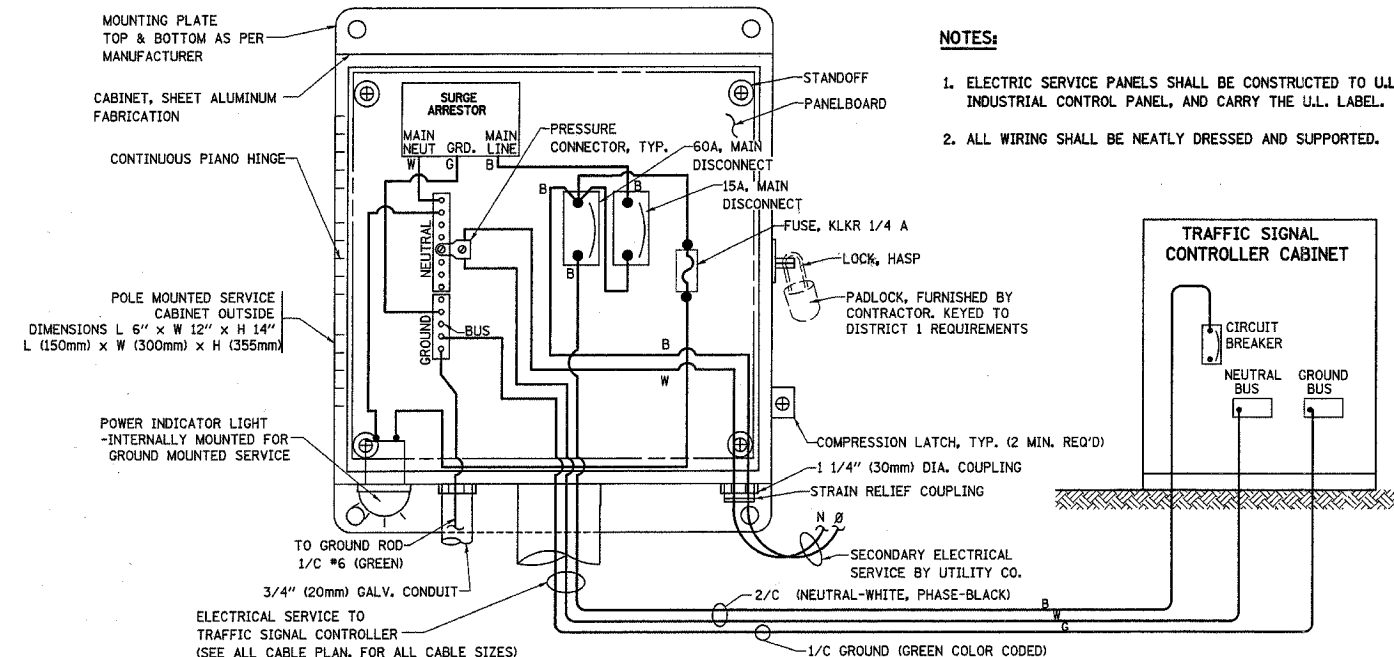 MOUNTING PLATE
TOP & BOTTOM AS PER
MANUFACTURER
CABINET, SHEET ALUMINUM
FABRICATION
CONTINUOUS PIANO HINGE
POLE MOUNTED SERVICE
CABINET OUTSIDE
DIMENSIONS L 6" x W 12" x H 14"
L (150mm) x W (300mm) x H (355mm)
POWER INDICATOR LIGHT
-INTERNALLY MOUNTED FOR
GROUND MOUNTED SERVICE
SURGE
ARRESTOR
MAIN
NEUT
GRD.
MAIN
LINE
W
G
B
NEUTRAL
GROUND
BUS
PRESSURE
CONNECTOR, TYP.
STANDOFF
PANELBOARD
60A, MAIN
DISCONNECT
15A, MAIN
DISCONNECT
B
B
B
FUSE, KLKR 1/4 A
LOCK, HASP
PADLOCK, FURNISHED BY
CONTRACTOR. KEYED TO
DISTRICT 1 REQUIREMENTS
B
W
COMPRESSION LATCH, TYP. (2 MIN. REQ'D)
1 1/4" (30mm) DIA. COUPLING
STRAIN RELIEF COUPLING
N Ø
SECONDARY ELECTRICAL
SERVICE BY UTILITY CO.
TO GROUND ROD
1/C #6 (GREEN)
3/4" (20mm) GALV. CONDUIT
ELECTRICAL SERVICE TO
TRAFFIC SIGNAL CONTROLLER
(SEE ALL CABLE PLAN. FOR ALL CABLE SIZES)
2/C (NEUTRAL-WHITE, PHASE-BLACK)
B
W
G
1/C GROUND (GREEN COLOR CODED)
NOTES:
1. ELECTRIC SERVICE PANELS SHALL BE CONSTRUCTED TO U.L
INDUSTRIAL CONTROL PANEL, AND CARRY THE U.L. LABEL.
2. ALL WIRING SHALL BE NEATLY DRESSED AND SUPPORTED.
TRAFFIC SIGNAL
CONTROLLER CABINET
CIRCUIT
BREAKER
NEUTRAL
BUS
GROUND
BUS